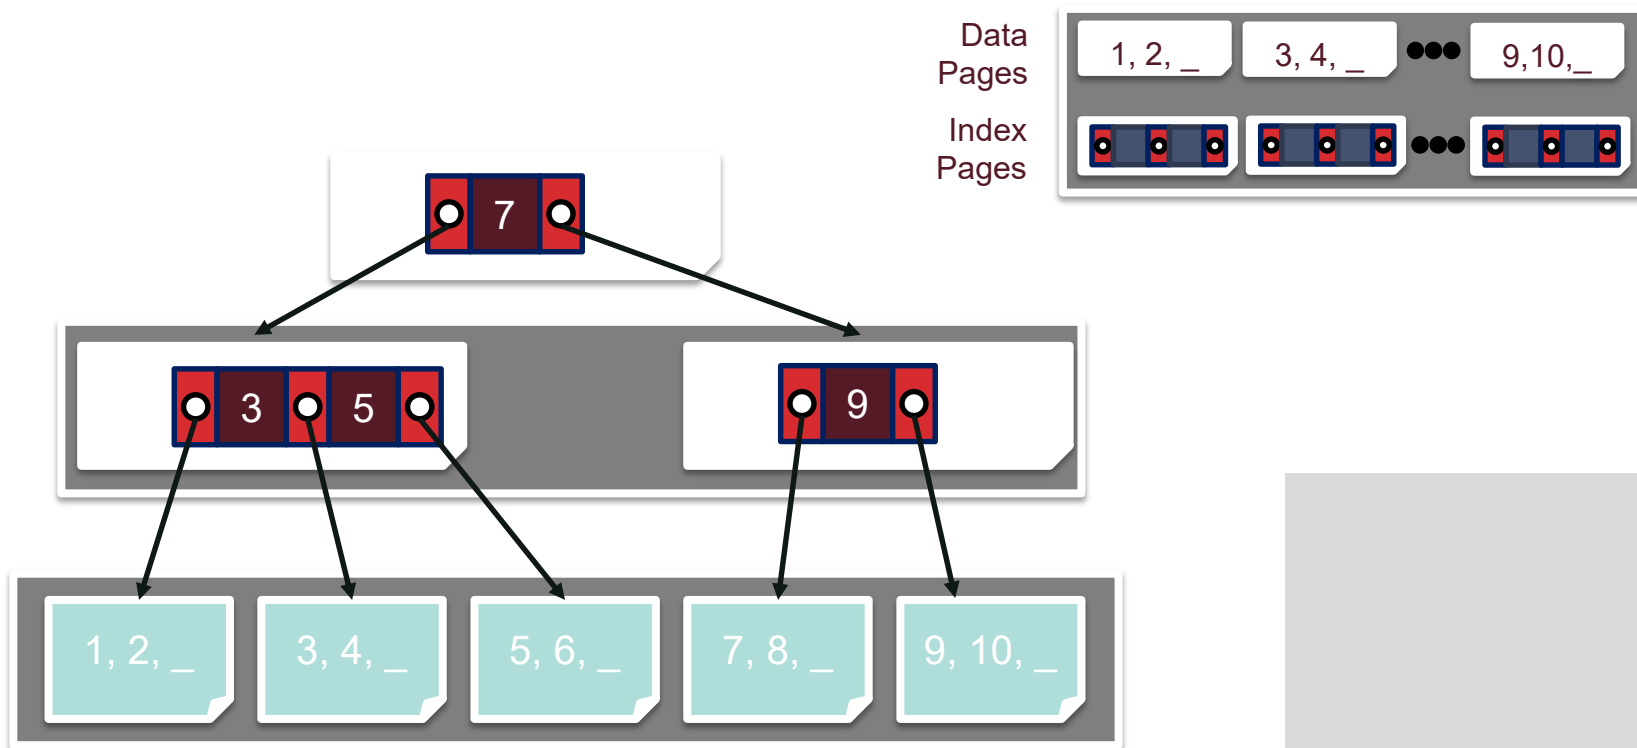 Data
Pages
1, 2, _
3, 4, _
9,10,_
Index
Pages
7
3 5
9
1, 2, _
3, 4, _
5, 6, _
7, 8, _
9, 10, _